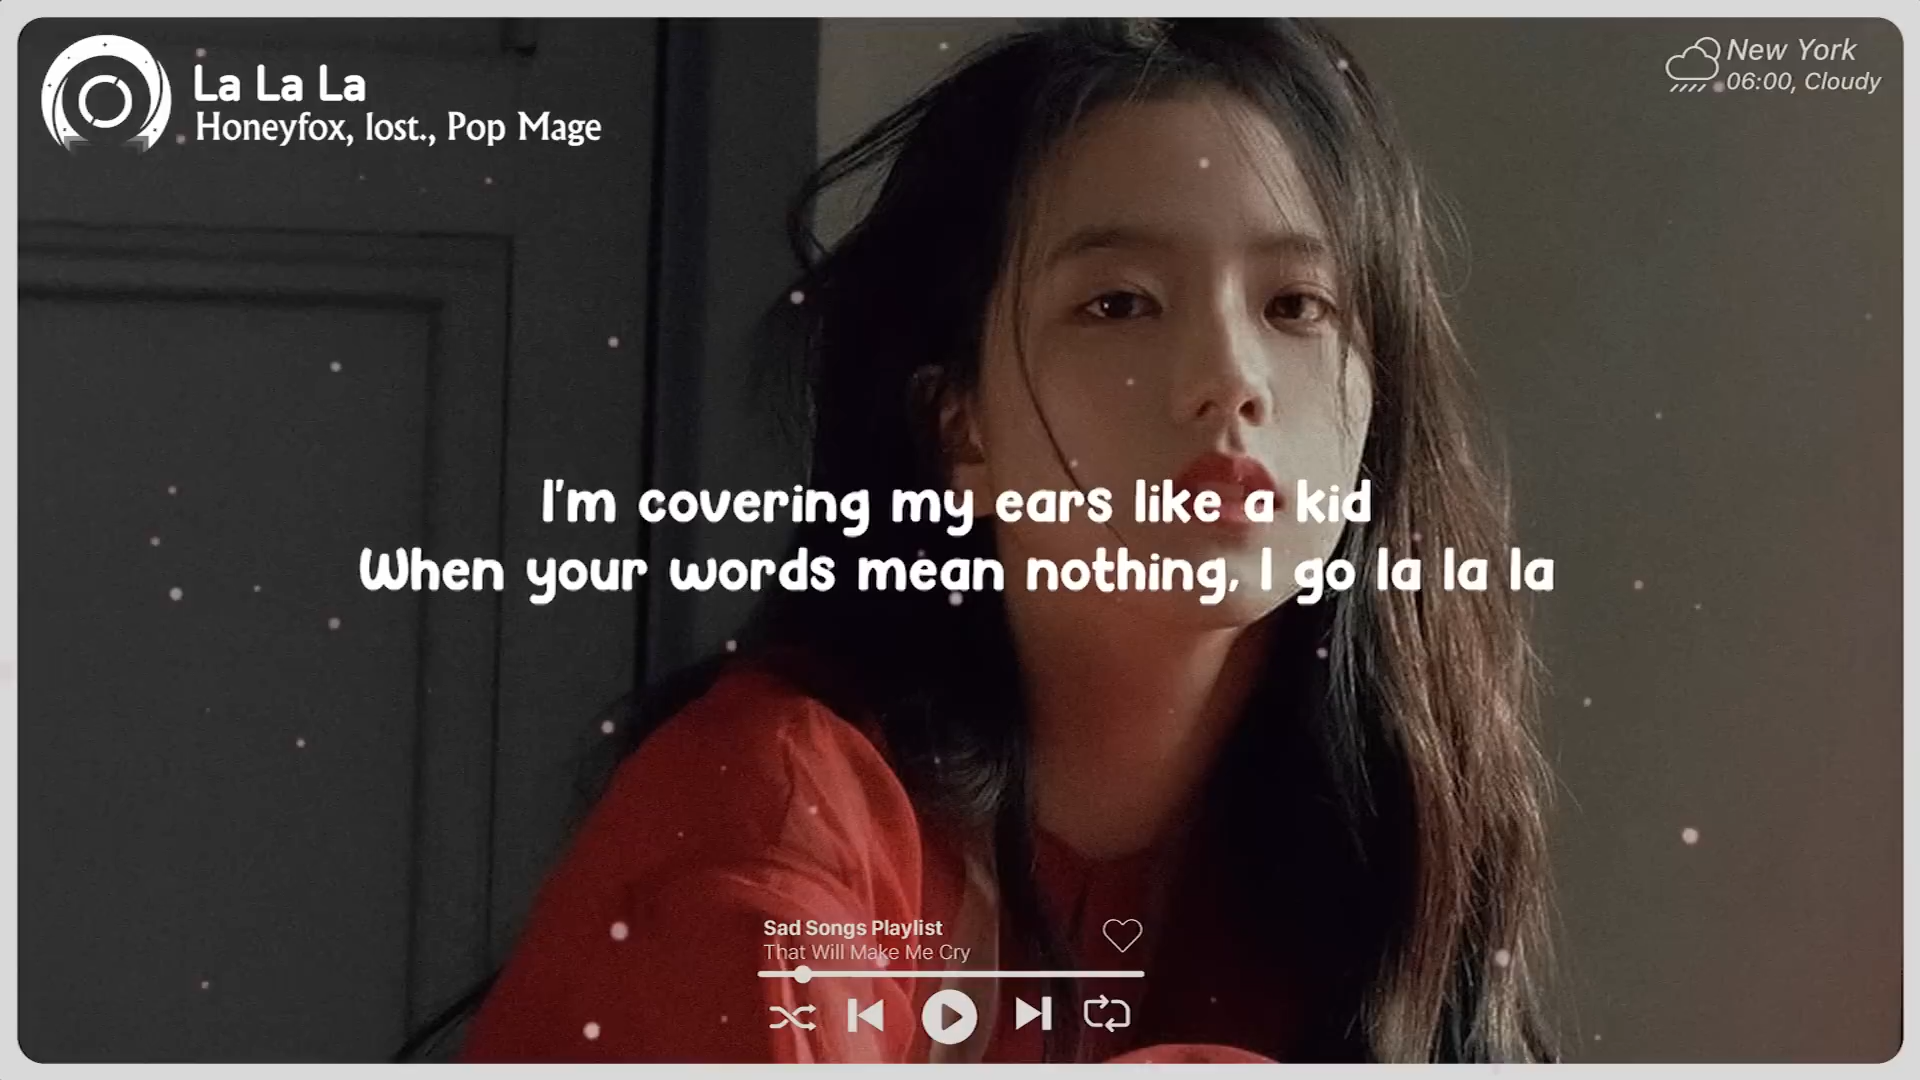 La La La
Honeyfox, lost., Pop Mage
New York
06:00, Cloudy
I'm covering my ears like a kid
When your words mean nothing, I go la la la
Sad Songs Playlist
That Will Make Me Cry